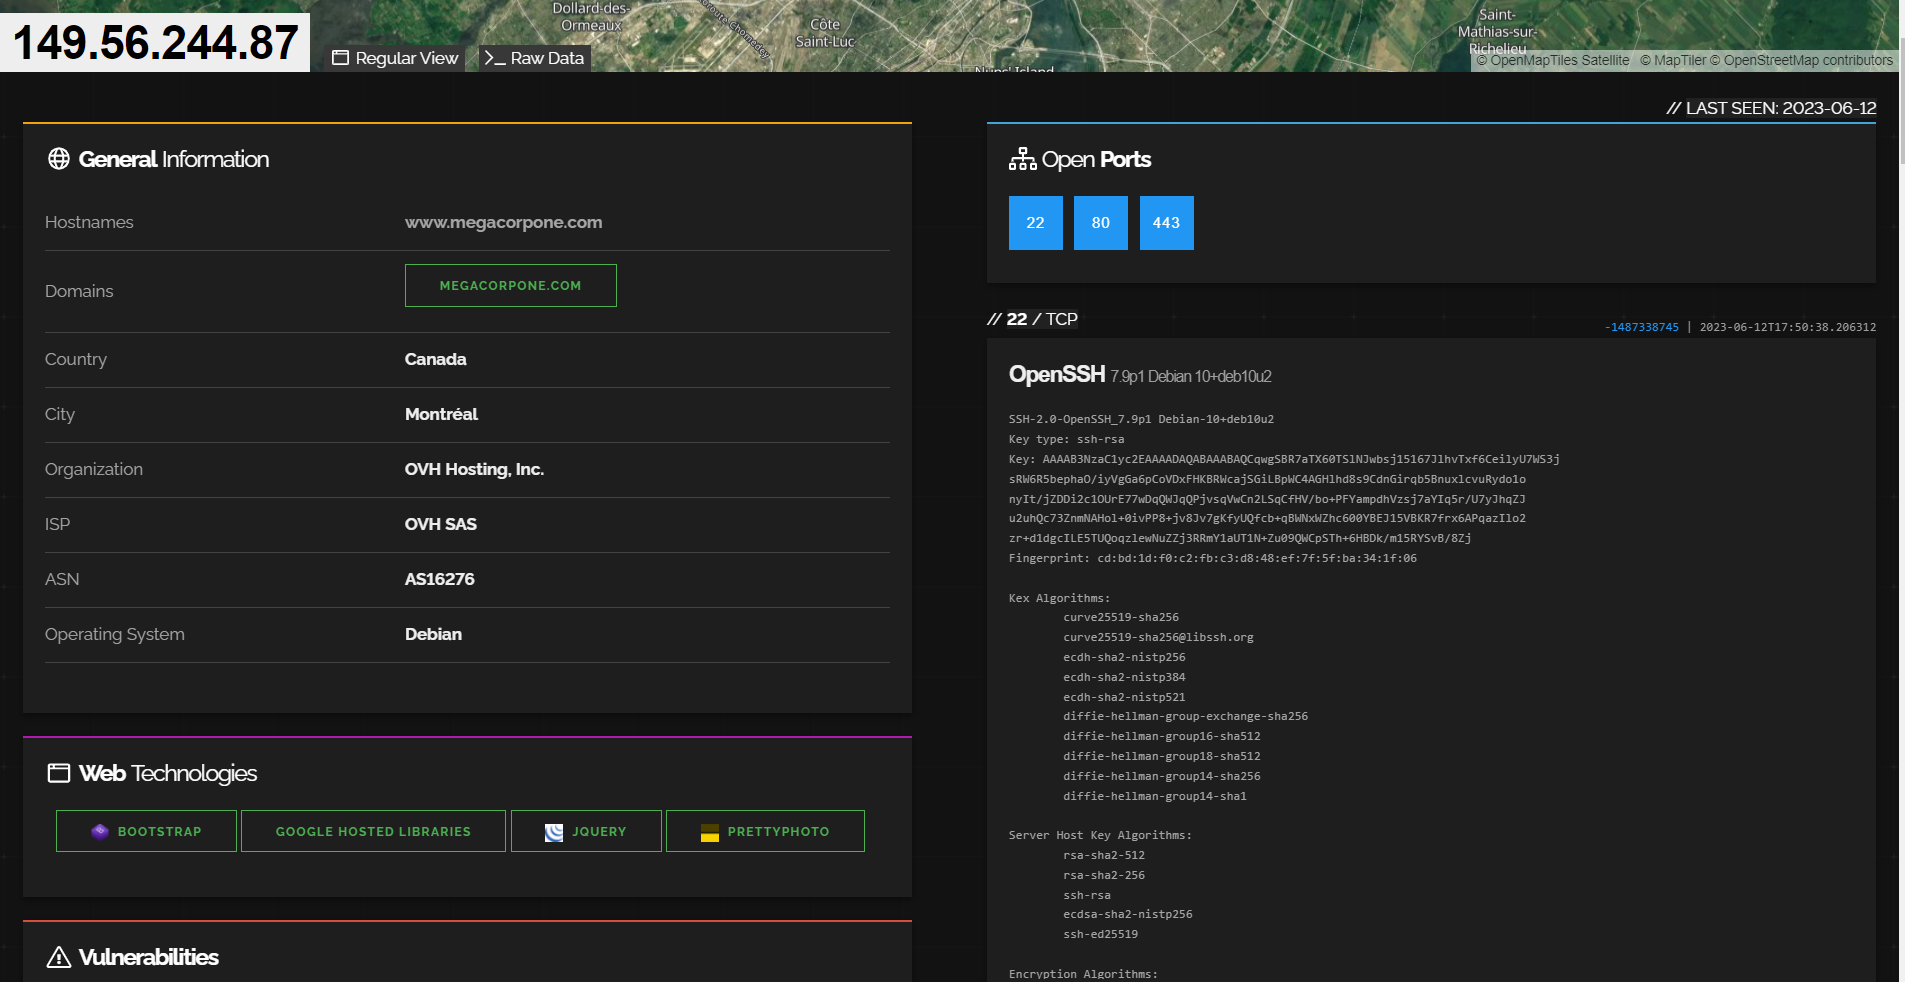 Dollard-des-
Ormeaux
Côte
Saint-Luc
Saint-
Mathias-sur-
Richelieu
149.56.244.87
Regular View
Raw Data
© OpenMapTiles Satellite © MapTiler © OpenStreetMap contributors
// LAST SEEN: 2023-06-12
General Information
Hostnames www.megacorpone.com
Domains MEGACORPONE.COM
Country Canada
City Montréal
Organization OVH Hosting, Inc.
ISP OVH SAS
ASN AS16276
Operating System Debian
Web Technologies
BOOTSTRAP GOOGLE HOSTED LIBRARIES JQUERY PRETTYPHOTO
Vulnerabilities
Open Ports
22 80 443
// 22 / TCP
-1487338745 | 2023-06-12T17:50:38.206312
OpenSSH 7.9p1 Debian 10+deb10u2
SSH-2.0-OpenSSH_7.9p1 Debian-10+deb10u2
Key type: ssh-rsa
Key: AAAAB3NzaC1yc2EAAAADAQABAAABAQCqwgSBR7aTX60TSlNJwbsj15167JlhvTxf6CeilyU7WS3j
sRW6R5bephaO/iyVgGa6pCoVDxFHKBRWcajSGiLBpWC4AGHlhd8s9CdnGirqb5Bnuxlcvu​Rydo1o
nyIt/jZDDi2c1OUrE77wDqQWJqQPjvsqVwCn2LSqCfHV/bo+PFYampdhVzsj7aYIq5r/U7yJhqZJ
u2uhQc73ZnmNAHol+0ivPP8+jv8Jv7gKfyUQfcb+qBWNxWZhc600YBEJ15VBKR7frx6APqazIlo2
zr+d1dgcILE5TUQoqzlewNuZZj3RRmY1aUT1N+Zu09QWCpSTh+6HBDk/m15RYSvB/8Zj
Fingerprint: cd:bd:1d:f0:c2:fb:c3:d8:48:ef:7f:5f:ba:34:1f:06
Kex Algorithms:
curve25519-sha256
curve25519-sha256@libssh.org
ecdh-sha2-nistp256
ecdh-sha2-nistp384
ecdh-sha2-nistp521
diffie-hellman-group-exchange-sha256
diffie-hellman-group16-sha512
diffie-hellman-group18-sha512
diffie-hellman-group14-sha256
diffie-hellman-group14-sha1
Server Host Key Algorithms:
rsa-sha2-512
rsa-sha2-256
ssh-rsa
ecdsa-sha2-nistp256
ssh-ed25519
Encryption Algorithms: